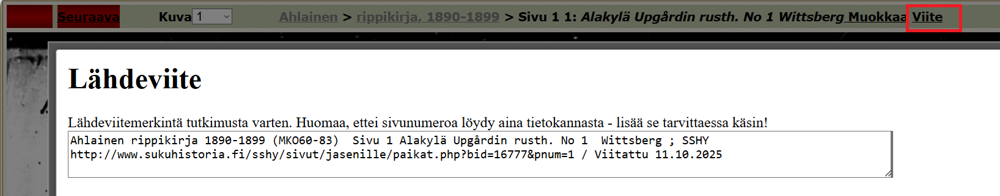 Seuraava Kuva 1 Ahlainen > rippikirja, 1890-1899 > Sivu 1 1: Alakylä Upgårdin rusth. No 1 Wittsberg Muokkaa Viite
Lähdeviite
Lähdeviitemerkintä tutkimusta varten. Huomaa, ettei sivunumeroa löydy aina tietokannasta - lisää se tarvittaessa käsin!
Ahlainen rippikirja 1890-1899 (MKO60-83)  Sivu 1 Alakylä Upgårdin rusth. No 1  Wittsberg ; SSHY
http://www.sukuhistoria.fi/sshy/sivut/jasenille/paikat.php?bid=16777&pnum=1 / Viitattu 11.10.2025